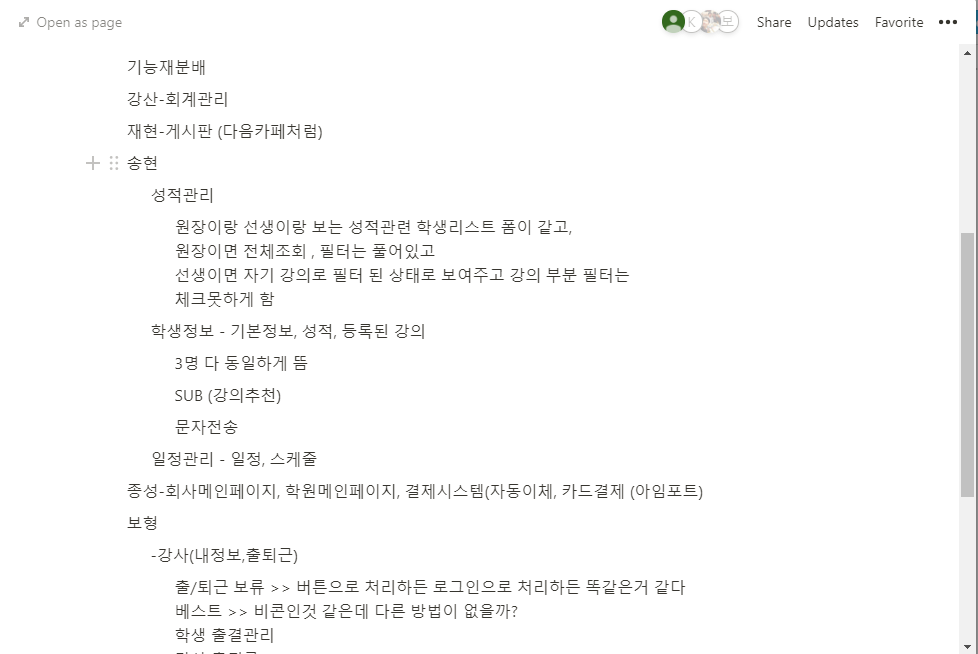 Open as page
K
보
Share
Updates
Favorite
기능재분배
강산-회계관리
재현-게시판 (다음카페처럼)
송현
성적관리
원장이랑 선생이랑 보는 성적관련 학생리스트 폼이 같고,
원장이면 전체조회 , 필터는 풀어있고
선생이면 자기 강의로 필터 된 상태로 보여주고 강의 부분 필터는
체크못하게 함
학생정보 - 기본정보, 성적, 등록된 강의
3명 다 동일하게 뜸
SUB (강의추천)
문자전송
일정관리 - 일정, 스케줄
종성-회사메인페이지, 학원메인페이지, 결제시스템(자동이체, 카드결제 (아임포트)
보형
-강사(내정보,출퇴근)
출/퇴근 보류 >> 버튼으로 처리하든 로그인으로 처리하든 똑같은거 같다
베스트 >> 비콘인것 같은데 다른 방법이 없을까?
학생 출결관리